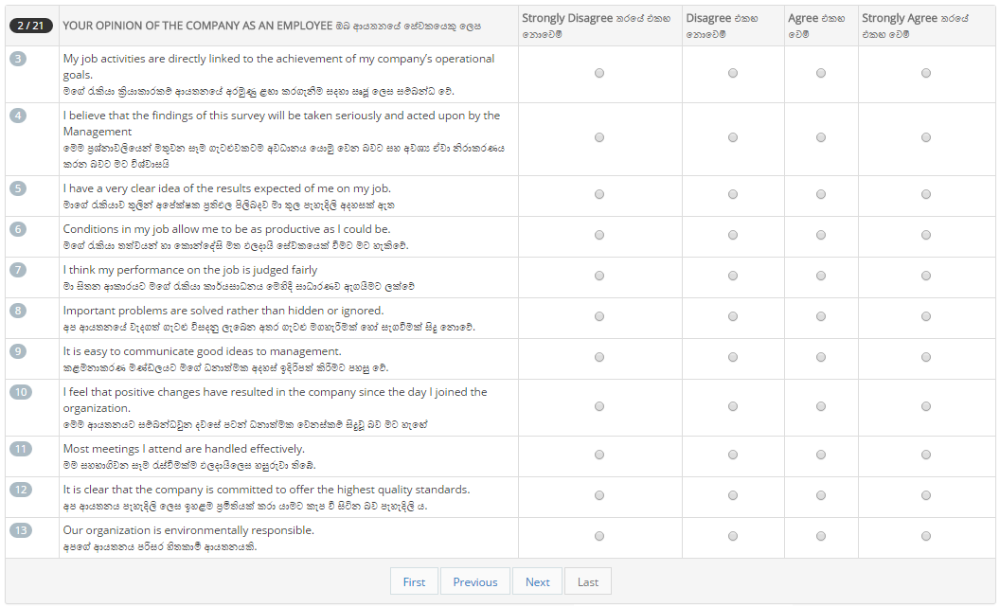 2 / 21 YOUR OPINION OF THE COMPANY AS AN EMPLOYEE ඔබ ආයතනයේ සේවකයෙකු ලෙස
Strongly Disagree තරයේ එකඟ
නොවෙමි
Disagree එකඟ
නොවෙමි
Agree එකඟ
වෙමි
Strongly Agree තරයේ
එකඟ වෙමි
3 My job activities are directly linked to the achievement of my company’s operational
goals.
මගේ රැකියා ක්‍රියාකාරකම් ආයතනයේ අරමුණු ළඟා කරගැනීම සඳහා සෘජු ලෙස සම්බන්ධ වේ.
4 I believe that the findings of this survey will be taken seriously and acted upon by the
Management
මෙම ප්‍රශ්නාවලියෙන් මතුවන සෑම ගැටළුවකටම අවධානය යොමු වෙන බවට සහ අවශ්‍ය ඒවා නිරාකරණය
කරන බවට මට විශ්වාසයි
5 I have a very clear idea of the results expected of me on my job.
මාගේ රැකියාව තුලින් අපේක්ෂක ප්‍රතිඵල පිලිබදව මා තුල පැහැදිලි අදහසක් ඇත
6 Conditions in my job allow me to be as productive as I could be.
මගේ රැකියා තත්වයන් හා කොන්දේසි මත ඵලදායී සේවකයෙක් වීමට මට හැකිවේ.
7 I think my performance on the job is judged fairly
මා සිතන ආකාරයට මගේ රැකියා කාර්යසාධනය මෙහිදී සාධාරණව ඇගයීමට ලක්වේ
8 Important problems are solved rather than hidden or ignored.
අප ආයතනයේ වැදගත් ගැටළු විසඳනු ලැබෙන අතර ගැටළු මගහැරීමක් හෝ සැගවීමක් සිදු නොවේ.
9 It is easy to communicate good ideas to management.
කළමනාකරණ මණ්ඩලයට මගේ ධනාත්මක අදහස් ඉදිරිපත් කිරීමට පහසු වේ.
10 I feel that positive changes have resulted in the company since the day I joined the
organization.
මෙම ආයතනයට සම්බන්ධවුන දවසේ පටන් ධනාත්මක වෙනස්කම් සිදුවූ බව මට හැඟේ
11 Most meetings I attend are handled effectively.
මම සහභාගිවන සෑම රැස්වීමක්ම ඵලදායීලෙස හසුරුවා තිබේ.
12 It is clear that the company is committed to offer the highest quality standards.
අප ආයතනය පැහැදිලි ලෙස ඉහළම ප්‍රමිතියක් කරා යාමට කැප වී සිටින බව පැහැදිලි ය.
13 Our organization is environmentally responsible.
අපගේ ආයතනය පරිසර හිතකාමී ආයතනයකි.
First Previous Next Last